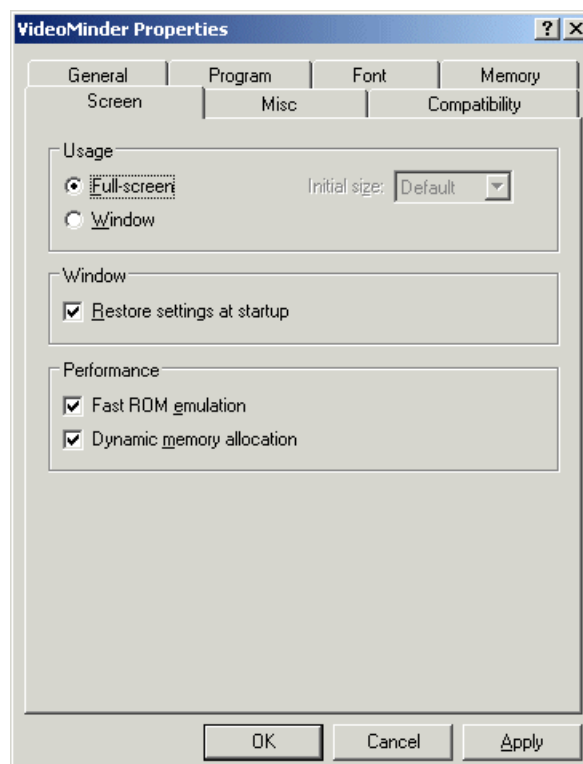 VideoMinder Properties
General Program Font Memory
Screen Misc Compatibility
Usage
Full-screen Initial size: Default
Window
Window
Restore settings at startup
Performance
Fast ROM emulation
Dynamic memory allocation
OK Cancel Apply